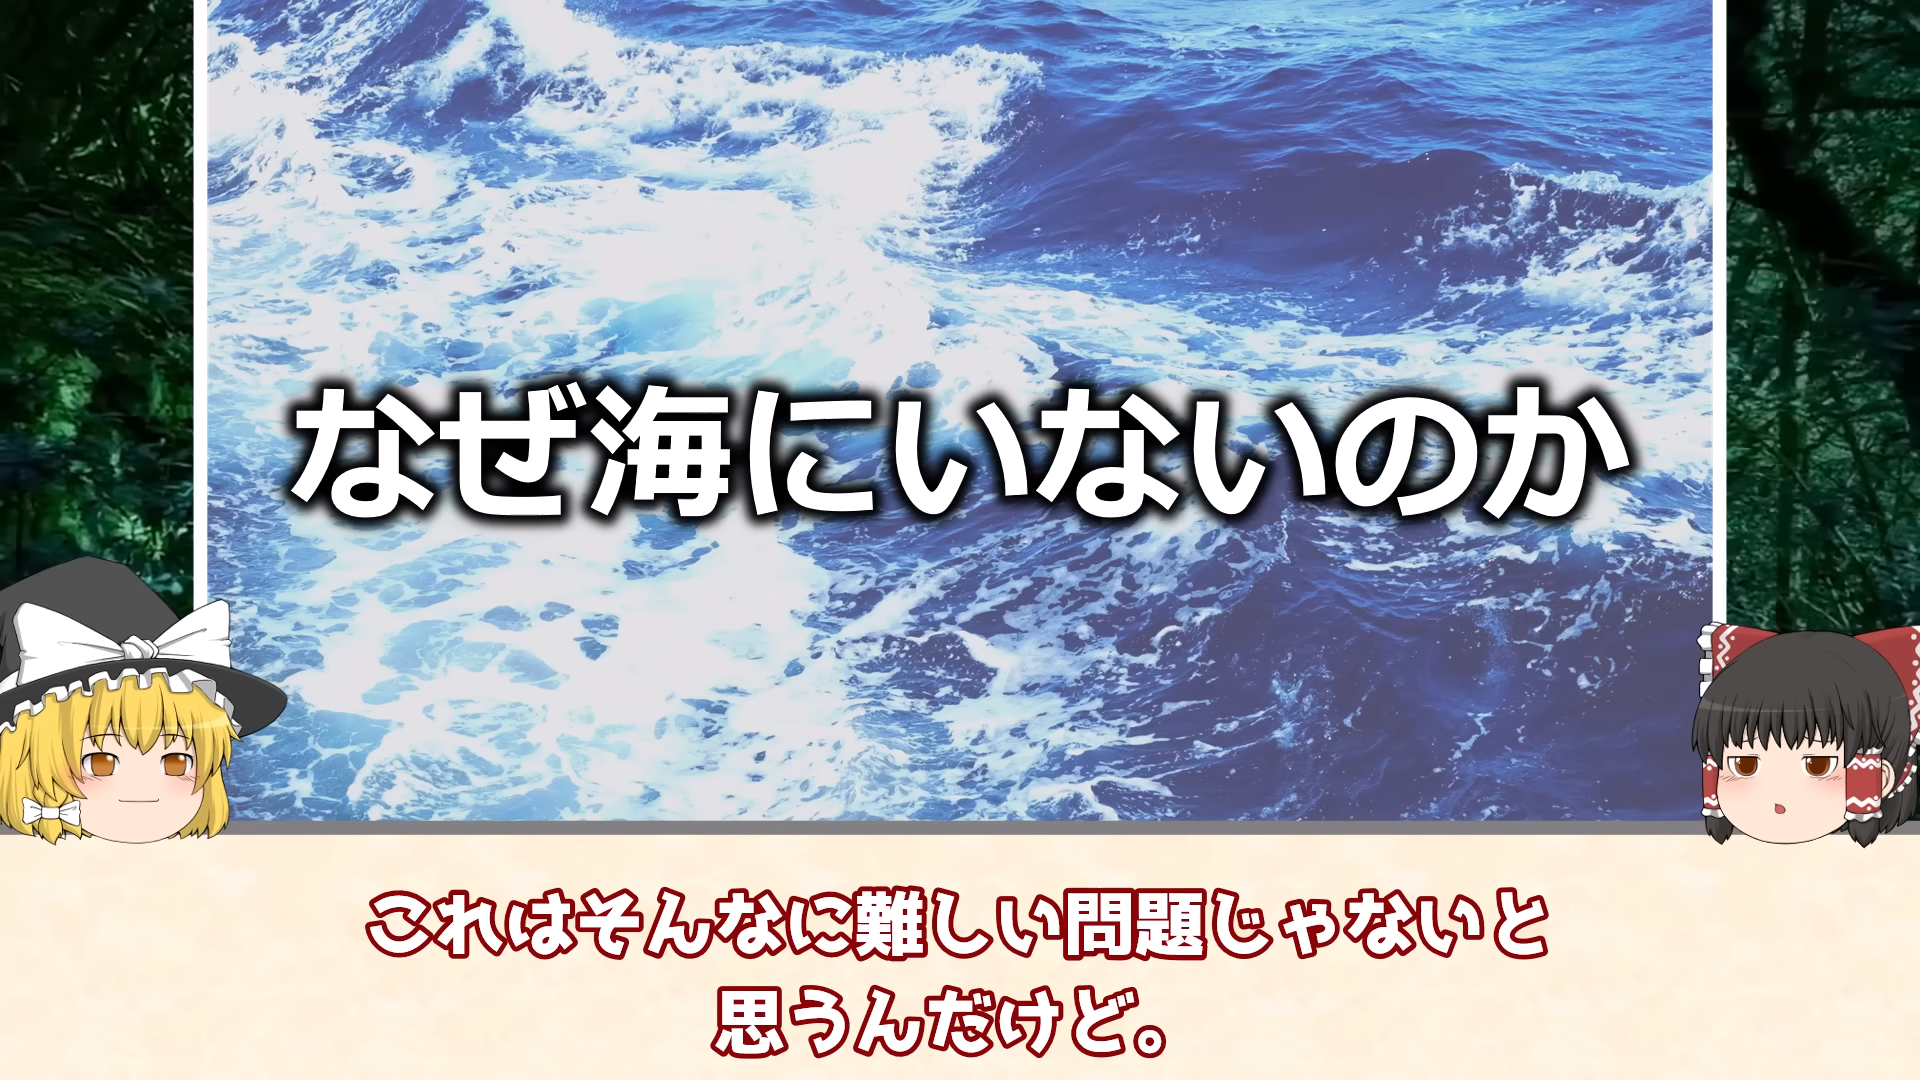 なぜ海にいないのか
これはそんなに難しい問題じゃないと
思うんだけど。